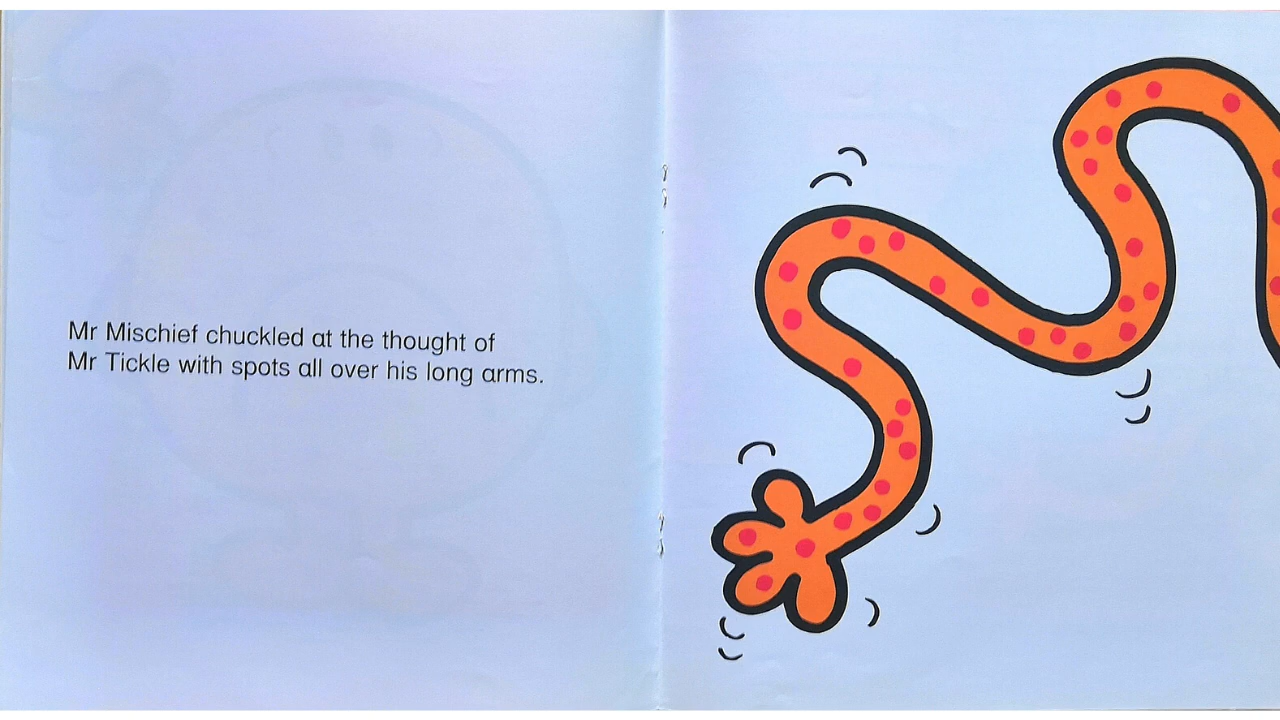 Mr Mischief chuckled at the thought of
Mr Tickle with spots all over his long arms.